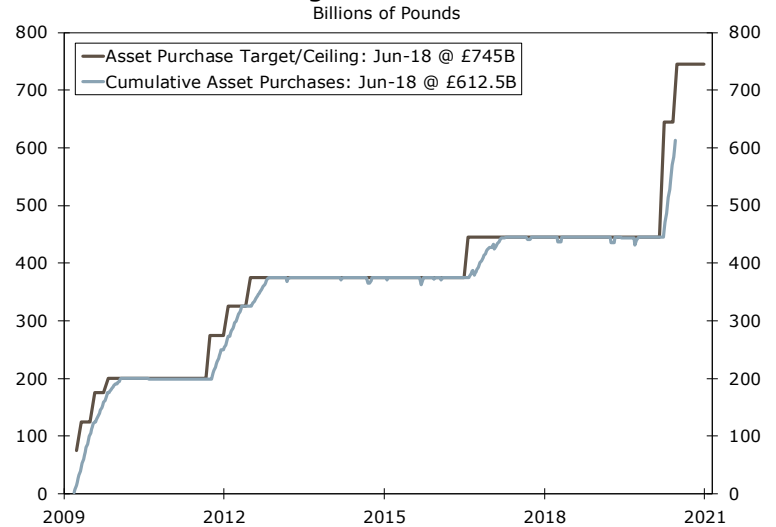 Billions of Pounds
800 800
Asset Purchase Target/Ceiling: Jun-18 @ £745B
Cumulative Asset Purchases: Jun-18 @ £612.5B
700 700
600 600
500 500
400 400
300 300
200 200
100 100
0 0
2009 2012 2015 2018 2021